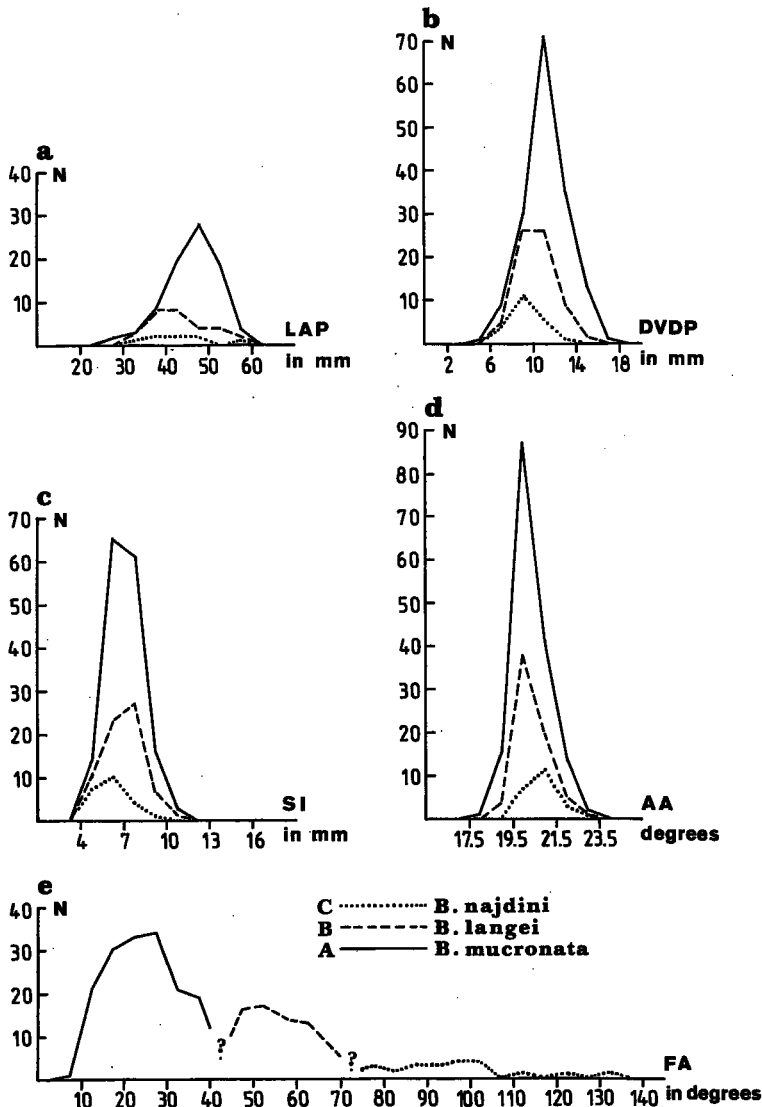 b
70 N
60
50
40
30
20
10
DVDP
2 6 10 14 18 in mm
a
40 N
30
20
10
LAP
20 30 40 50 60 in mm
d
90 N
80
70
60
50
40
30
20
10
AA
17.5 19.5 21.5 23.5 degrees
c
70 N
60
50
40
30
20
10
SI
4 7 10 13 16 in mm
e
40 N
30
20
10
C B. najdini
B B. langei
A B. mucronata
? ?
FA
10 20 30 40 50 60 70 80 90 100 110 120 130 140 in degrees